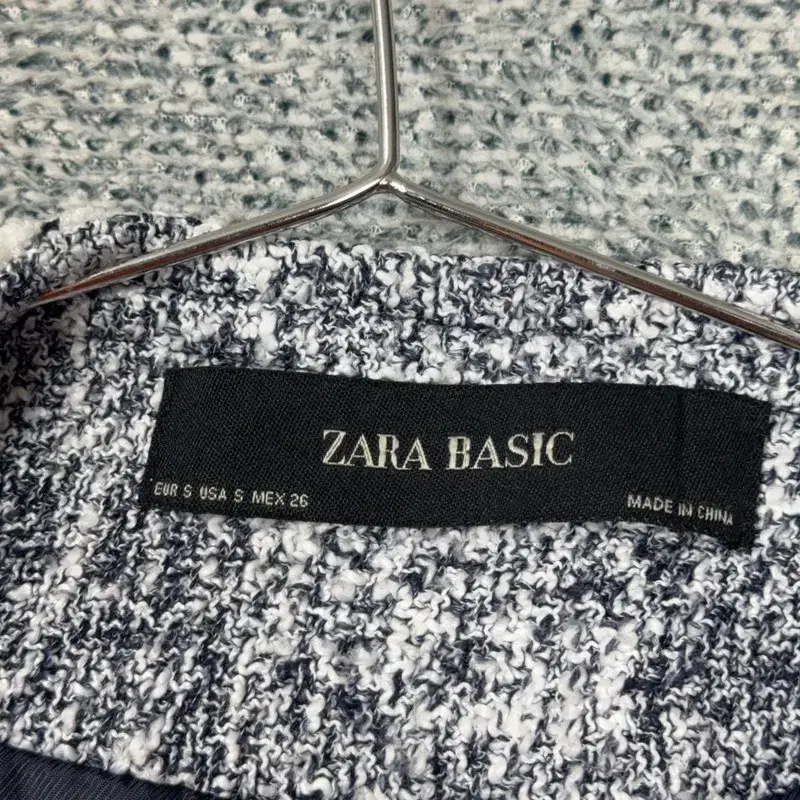 ZARA BASIC
EUR S USA S MEX 26
MADE IN CHINA